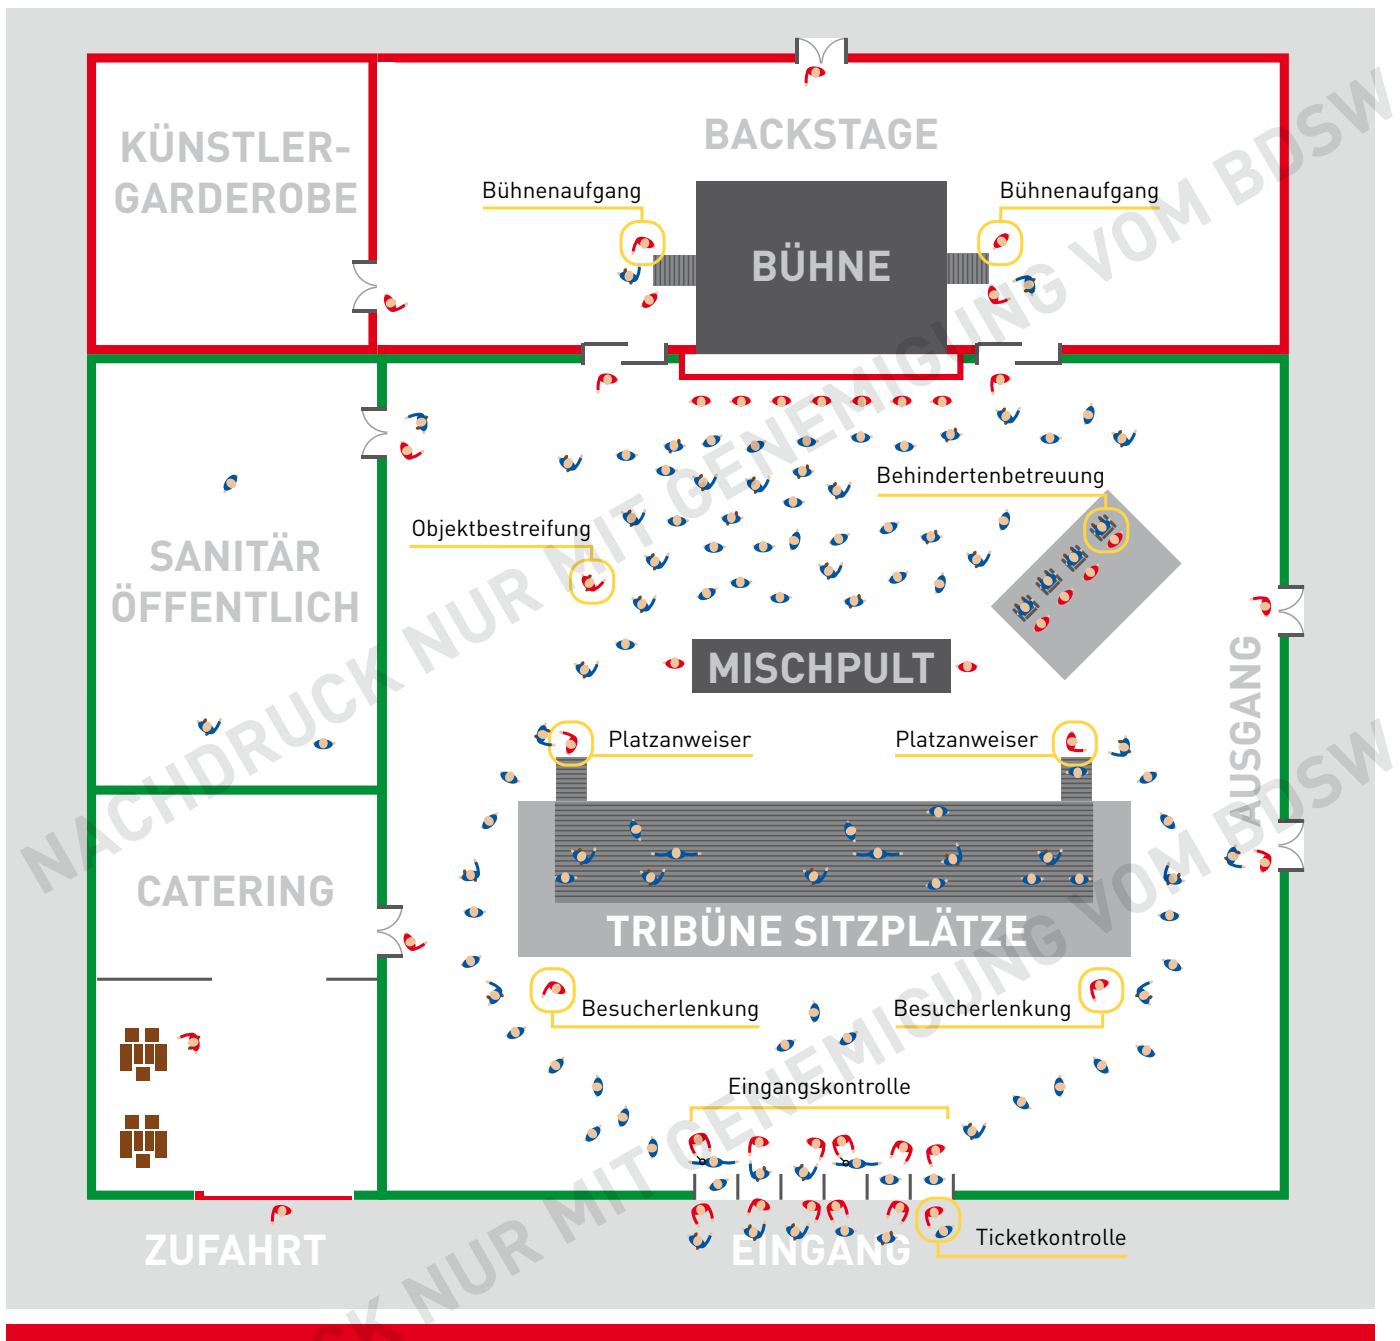 KÜNSTLER-
GARDEROBE
BACKSTAGE
Bühnenaufgang
Bühnenaufgang
BÜHNE
Behindertenbetreuung
Objektbestreifung
SANITÄR
ÖFFENTLICH
MISCHPULT
AUSGANG
Platzanweiser
Platzanweiser
CATERING
TRIBÜNE SITZPLÄTZE
Besucherlenkung
Besucherlenkung
Eingangskontrolle
Ticketkontrolle
ZUFAHRT
EINGANG
NACHDRUCK NUR MIT GENEMIGUNG VOM BDSW
CK NUR MIT GENEMIGUNG VOM BDSW